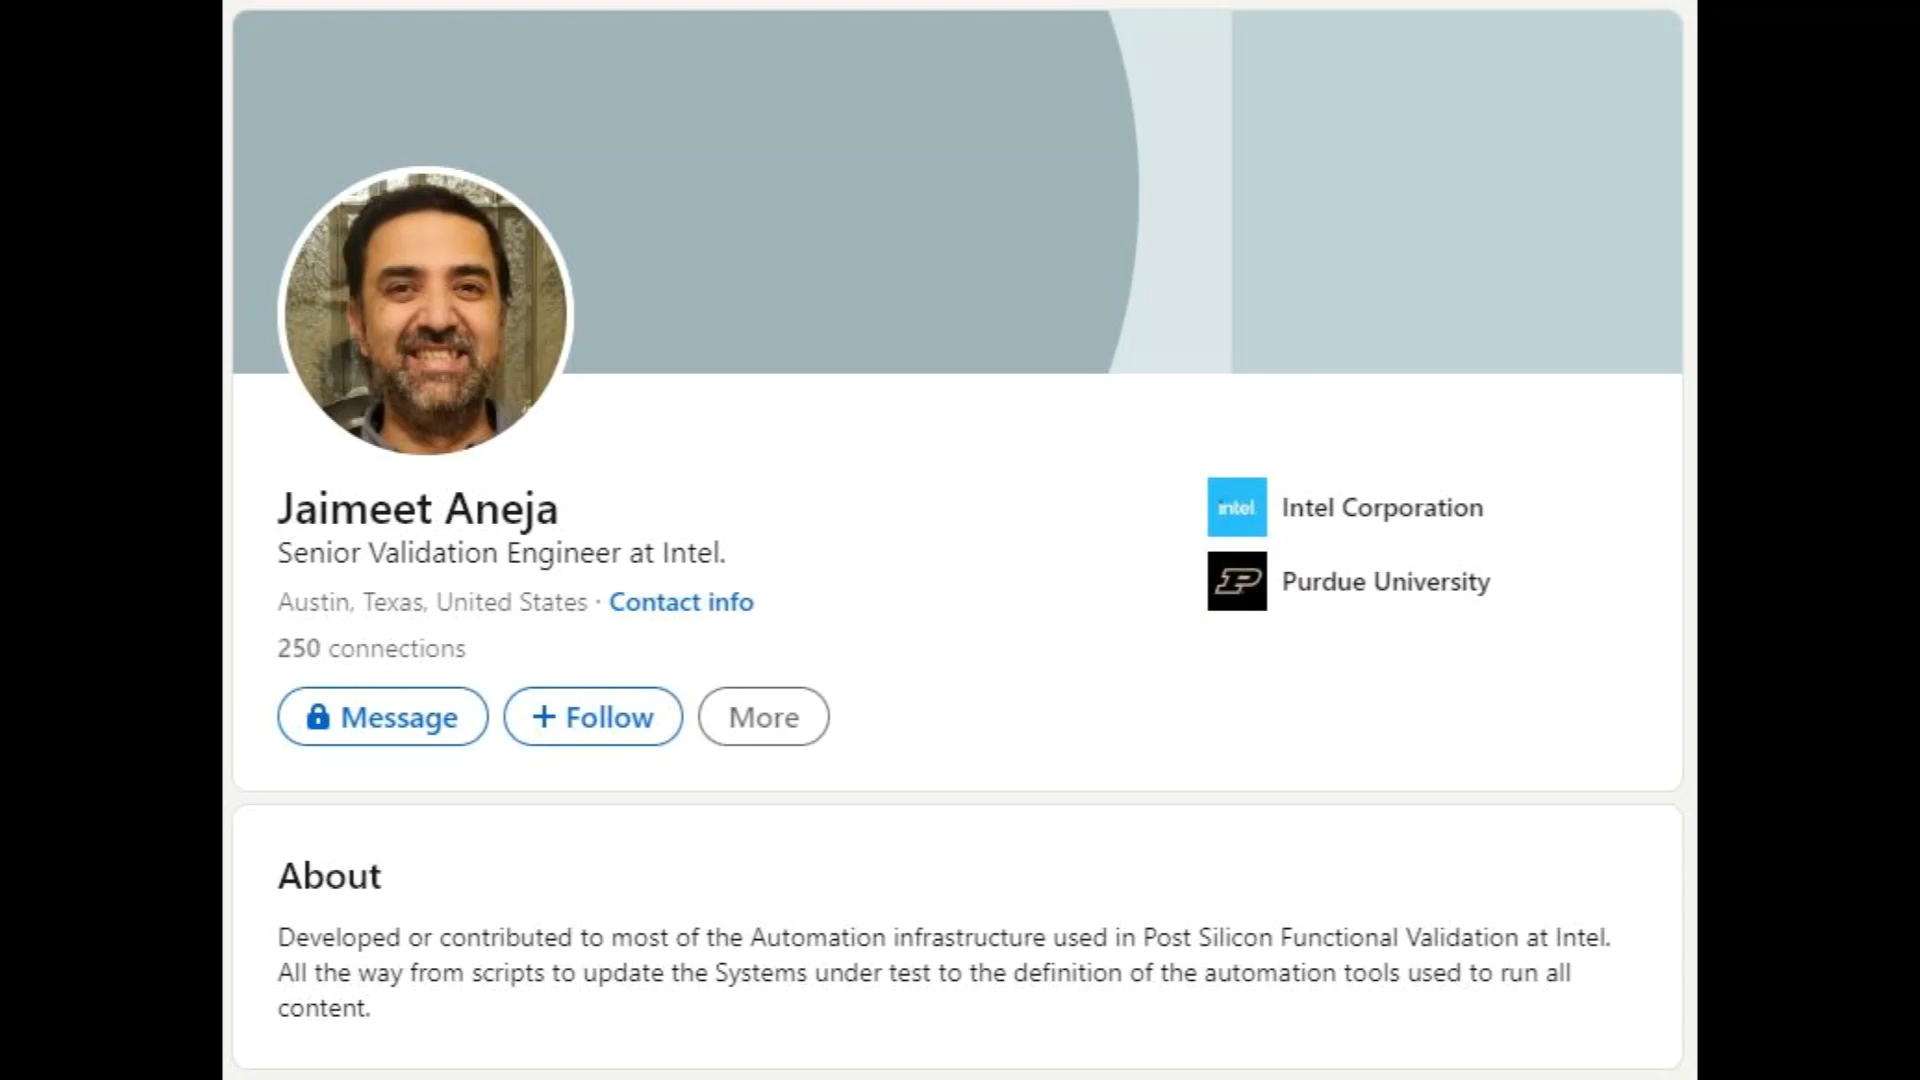 Jaimeet Aneja
Senior Validation Engineer at Intel.
Austin, Texas, United States · Contact info
250 connections
Message
+ Follow
More
intel
Intel Corporation
P
Purdue University
About
Developed or contributed to most of the Automation infrastructure used in Post Silicon Functional Validation at Intel.
All the way from scripts to update the Systems under test to the definition of the automation tools used to run all
content.